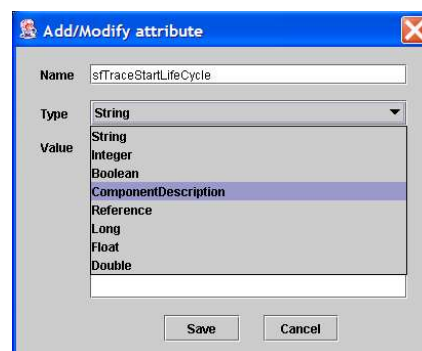 Add/Modify attribute
Name sfTraceStartLifeCycle
Type String
Value
String
Integer
Boolean
ComponentDescription
Reference
Long
Float
Double
Save Cancel